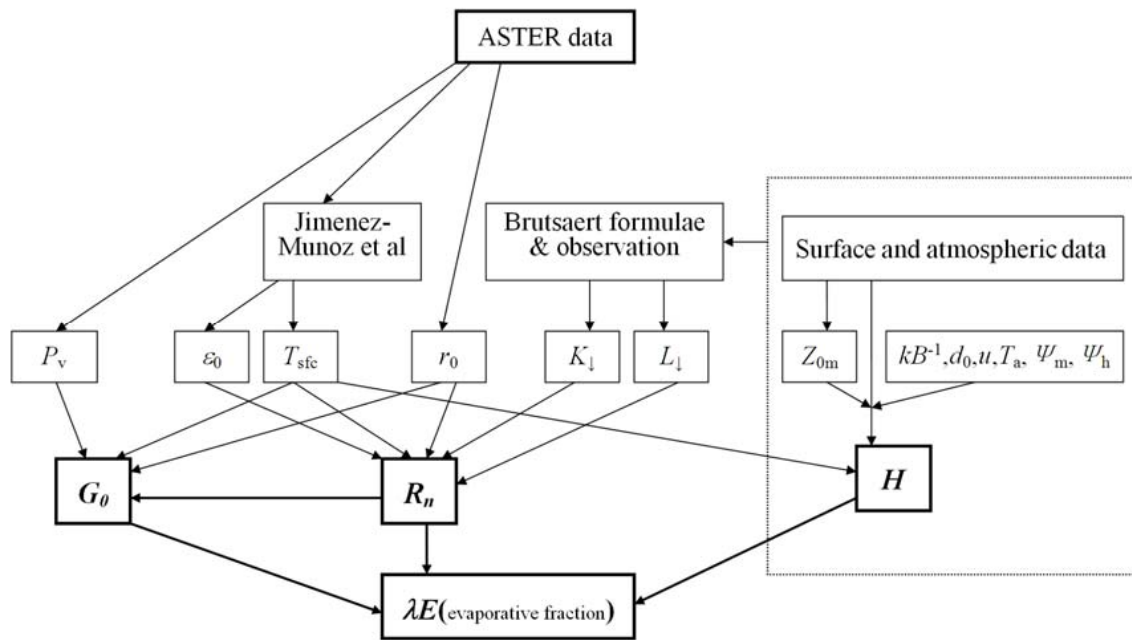 ASTER data
Jimenez-
Munoz et al
Brutsaert formulae
& observation
Surface and atmospheric data
Pᵥ
ε₀
Tsfc
r₀
K↓
L↓
Z₀m
kB⁻¹,d₀,u,Tₐ, Ψm, Ψh
G₀
Rₙ
H
λE(evaporative fraction)